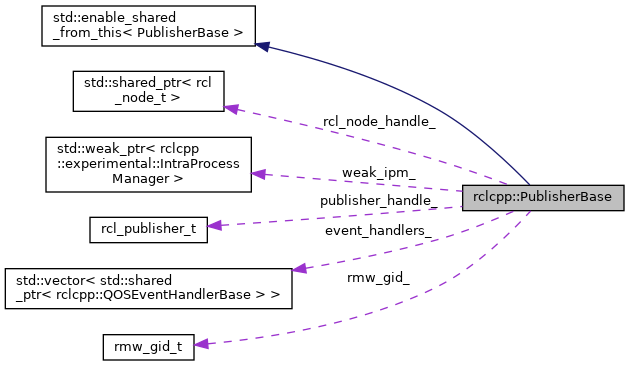 std::enable_shared
_from_this< PublisherBase >
std::shared_ptr< rcl
_node_t >
rcl_node_handle_
std::weak_ptr< rclcpp
::experimental::IntraProcess
Manager >
weak_ipm_
rclcpp::PublisherBase
publisher_handle_
rcl_publisher_t
event_handlers_
std::vector< std::shared
_ptr< rclcpp::QOSEventHandlerBase > >
rmw_gid_
rmw_gid_t